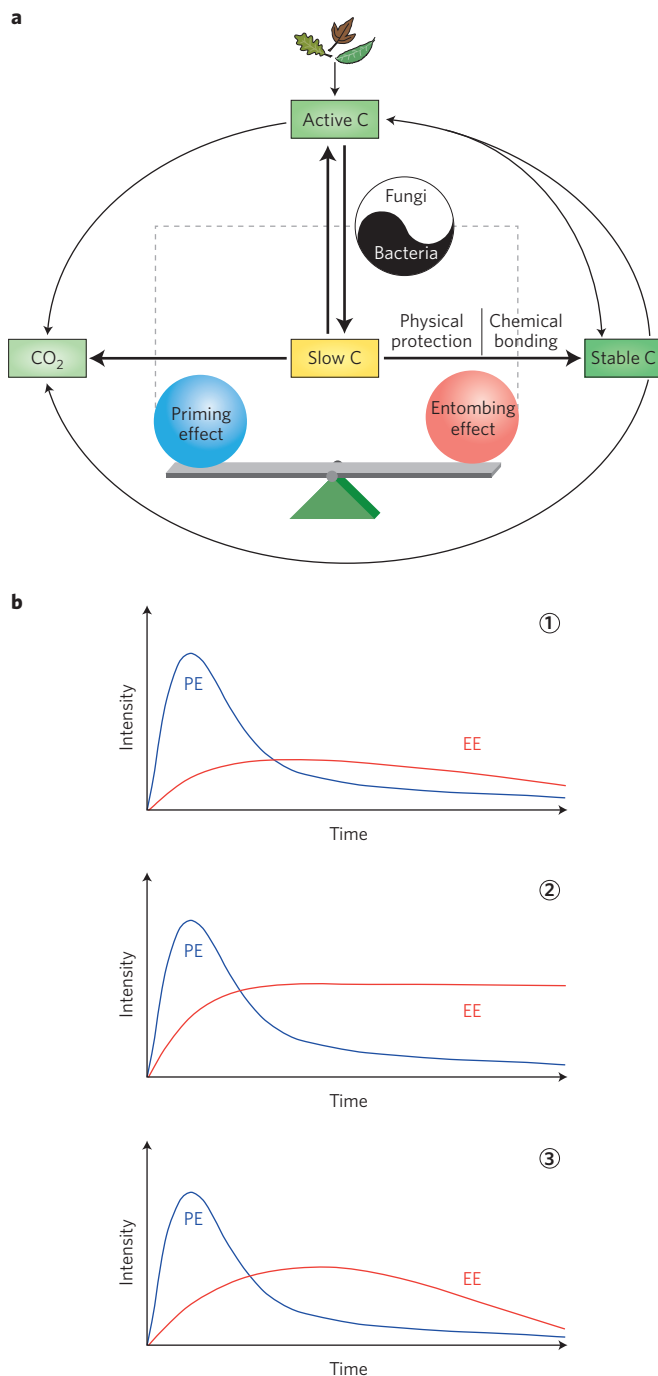 a
Active C
Fungi
Bacteria
Physical protection
Chemical bonding
CO₂
Slow C
Stable C
Priming effect
Entombing effect
b
①
Intensity
PE
EE
Time
②
Intensity
PE
EE
Time
③
Intensity
PE
EE
Time